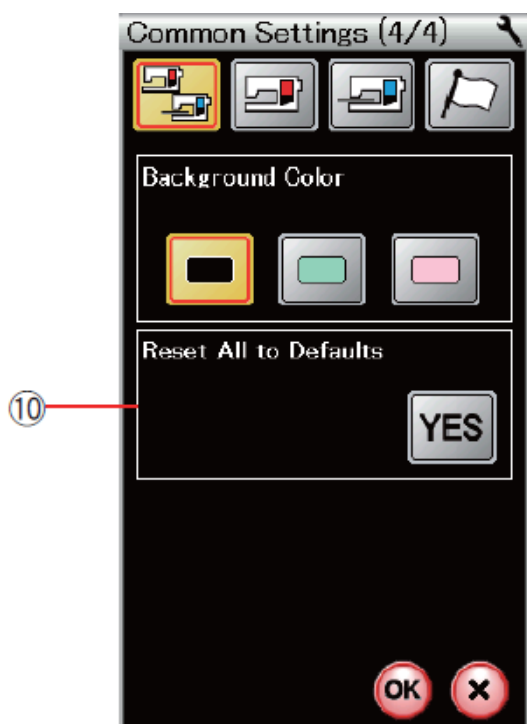 Common Settings (4/4)
Background Color
Reset All to Defaults
⑩
YES
OK